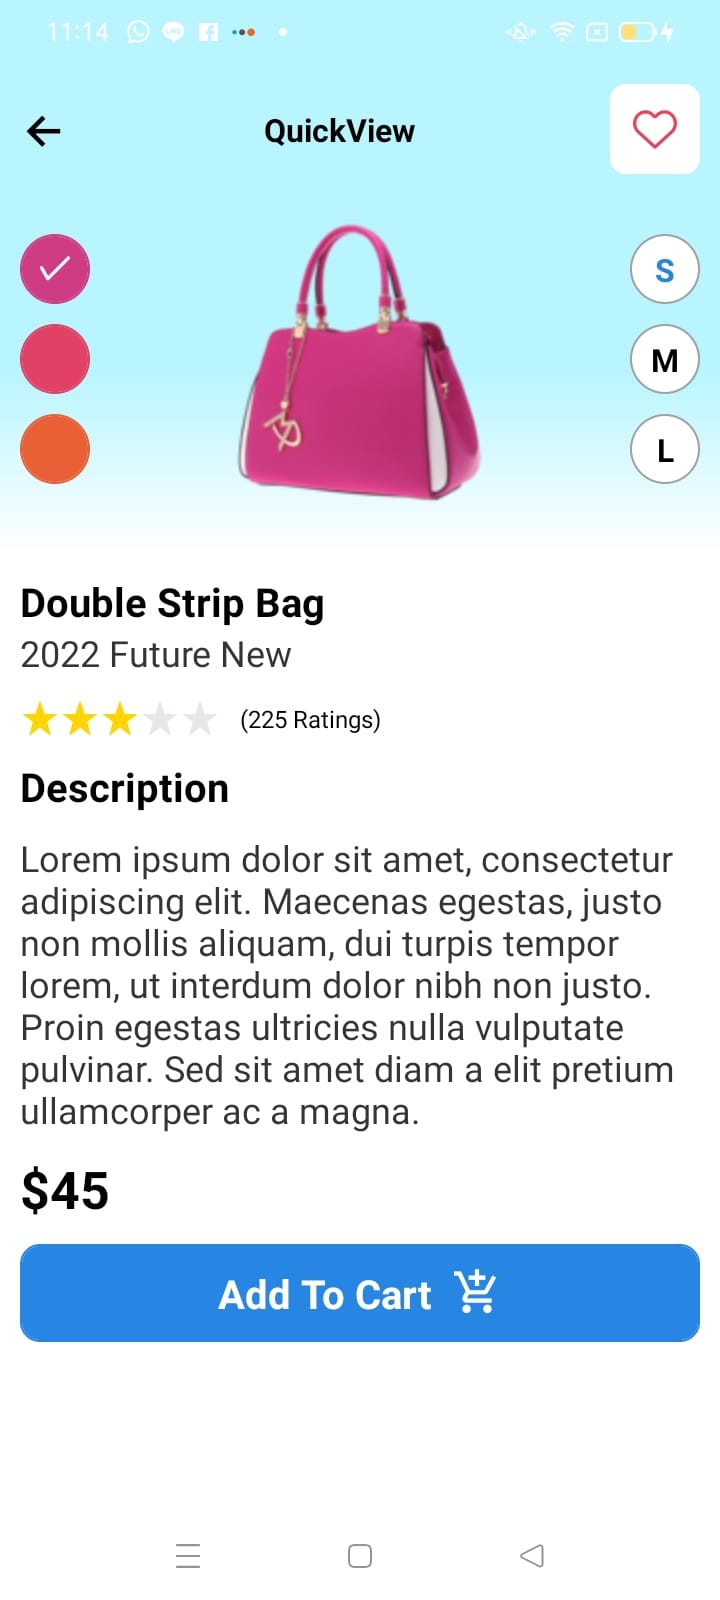 11:14
QuickView
S
M
L
Double Strip Bag
2022 Future New
(225 Ratings)
Description
Lorem ipsum dolor sit amet, consectetur
adipiscing elit. Maecenas egestas, justo
non mollis aliquam, dui turpis tempor
lorem, ut interdum dolor nibh non justo.
Proin egestas ultricies nulla vulputate
pulvinar. Sed sit amet diam a elit pretium
ullamcorper ac a magna.
$45
Add To Cart